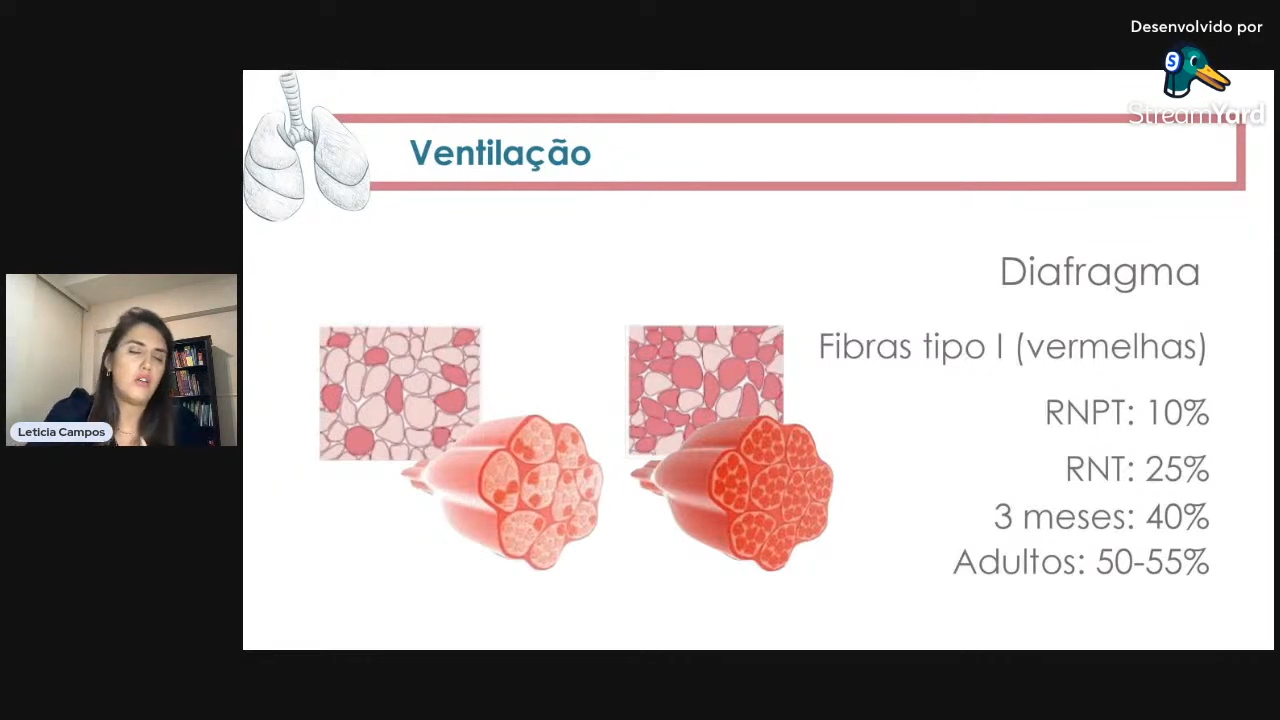 Desenvolvido por
S
StreamYard
Ventilação
Diafragma
Fibras tipo I (vermelhas)
RNPT: 10%
RNT: 25%
3 meses: 40%
Adultos: 50-55%
Leticia Campos